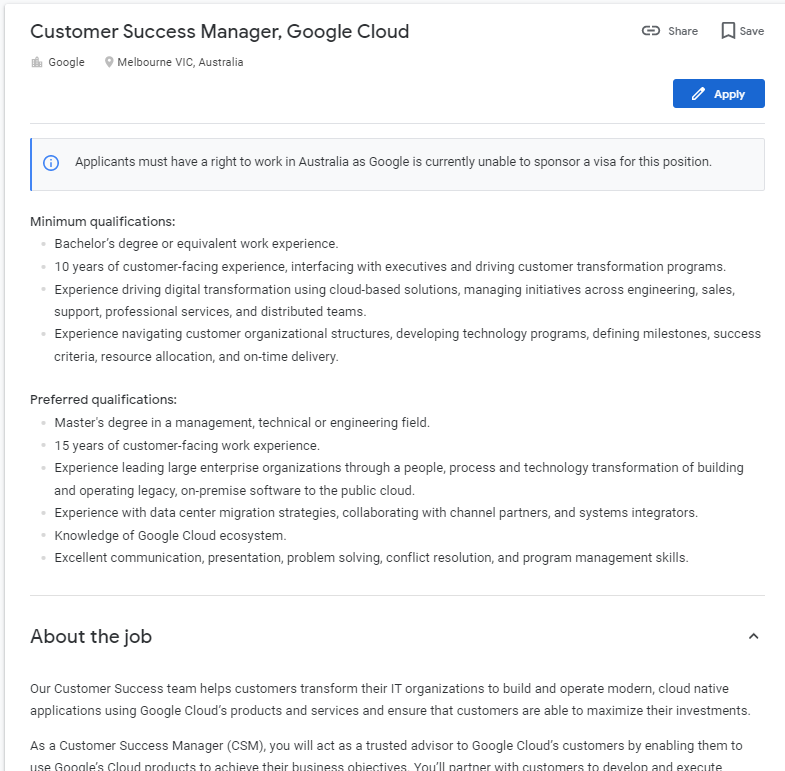 Customer Success Manager, Google Cloud
Share
Save
Google
Melbourne VIC, Australia
Apply
Applicants must have a right to work in Australia as Google is currently unable to sponsor a visa for this position.
Minimum qualifications:
Bachelor's degree or equivalent work experience.
10 years of customer-facing experience, interfacing with executives and driving customer transformation programs.
Experience driving digital transformation using cloud-based solutions, managing initiatives across engineering, sales,
support, professional services, and distributed teams.
Experience navigating customer organizational structures, developing technology programs, defining milestones, success
criteria, resource allocation, and on-time delivery.
Preferred qualifications:
Master's degree in a management, technical or engineering field.
15 years of customer-facing work experience.
Experience leading large enterprise organizations through a people, process and technology transformation of building
and operating legacy, on-premise software to the public cloud.
Experience with data center migration strategies, collaborating with channel partners, and systems integrators.
Knowledge of Google Cloud ecosystem.
Excellent communication, presentation, problem solving, conflict resolution, and program management skills.
About the job
Our Customer Success team helps customers transform their IT organizations to build and operate modern, cloud native
applications using Google Cloud's products and services and ensure that customers are able to maximize their investments.
As a Customer Success Manager (CSM), you will act as a trusted advisor to Google Cloud's customers by enabling them to
use Google's Cloud products to achieve their business objectives. You'll partner with customers to develop and execute